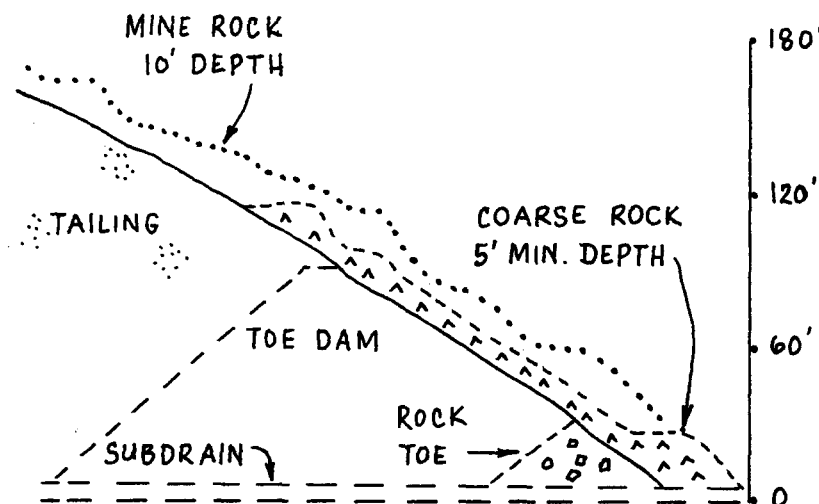 MINE ROCK
10' DEPTH
180'
120'
TAILING
COARSE ROCK
5' MIN. DEPTH
TOE DAM
60'
ROCK
TOE
SUBDRAIN
0